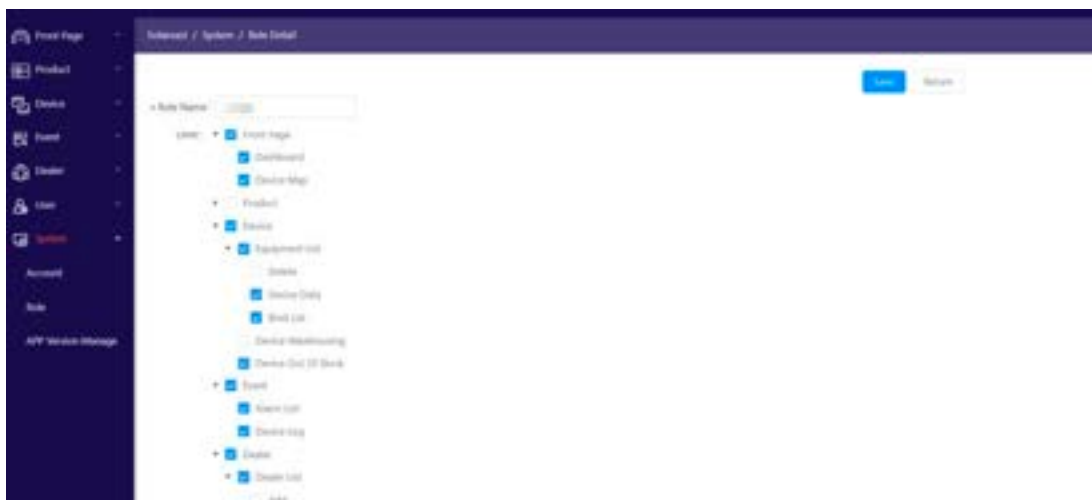 Front Page
Product
Device
Event
Dealer
User
System
Account
Role
APP Version Manage
/ System / Role Detail
Save
Return
* Role Name
Front Page
Dashboard
Device Map
Product
Device
Equipment List
Delete
Device Data
Bind List
Device Warehousing
Device Out Of Stock
Event
Alarm List
Device Log
Dealer
Dealer List